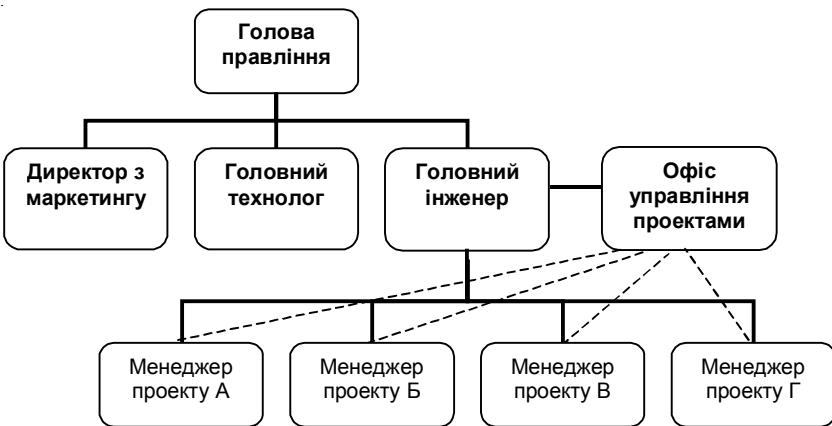 Голова
правління
Директор з
маркетингу
Головний
технолог
Головний
інженер
Офіс
управління
проектами
Менеджер
проекту А
Менеджер
проекту Б
Менеджер
проекту В
Менеджер
проекту Г